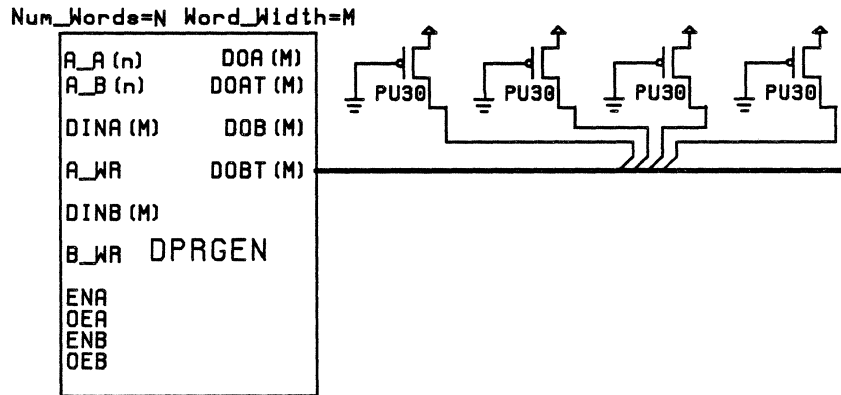 Num_Words=N Word_Width=M
A_A(n) DOA(M)
A_B(n) DOAT(M)
PU30 PU30 PU30 PU30
DINA(M) DOB(M)
A_WR DOBT(M)
DINB(M)
B_WR DPRGEN
ENA
OEA
ENB
OEB